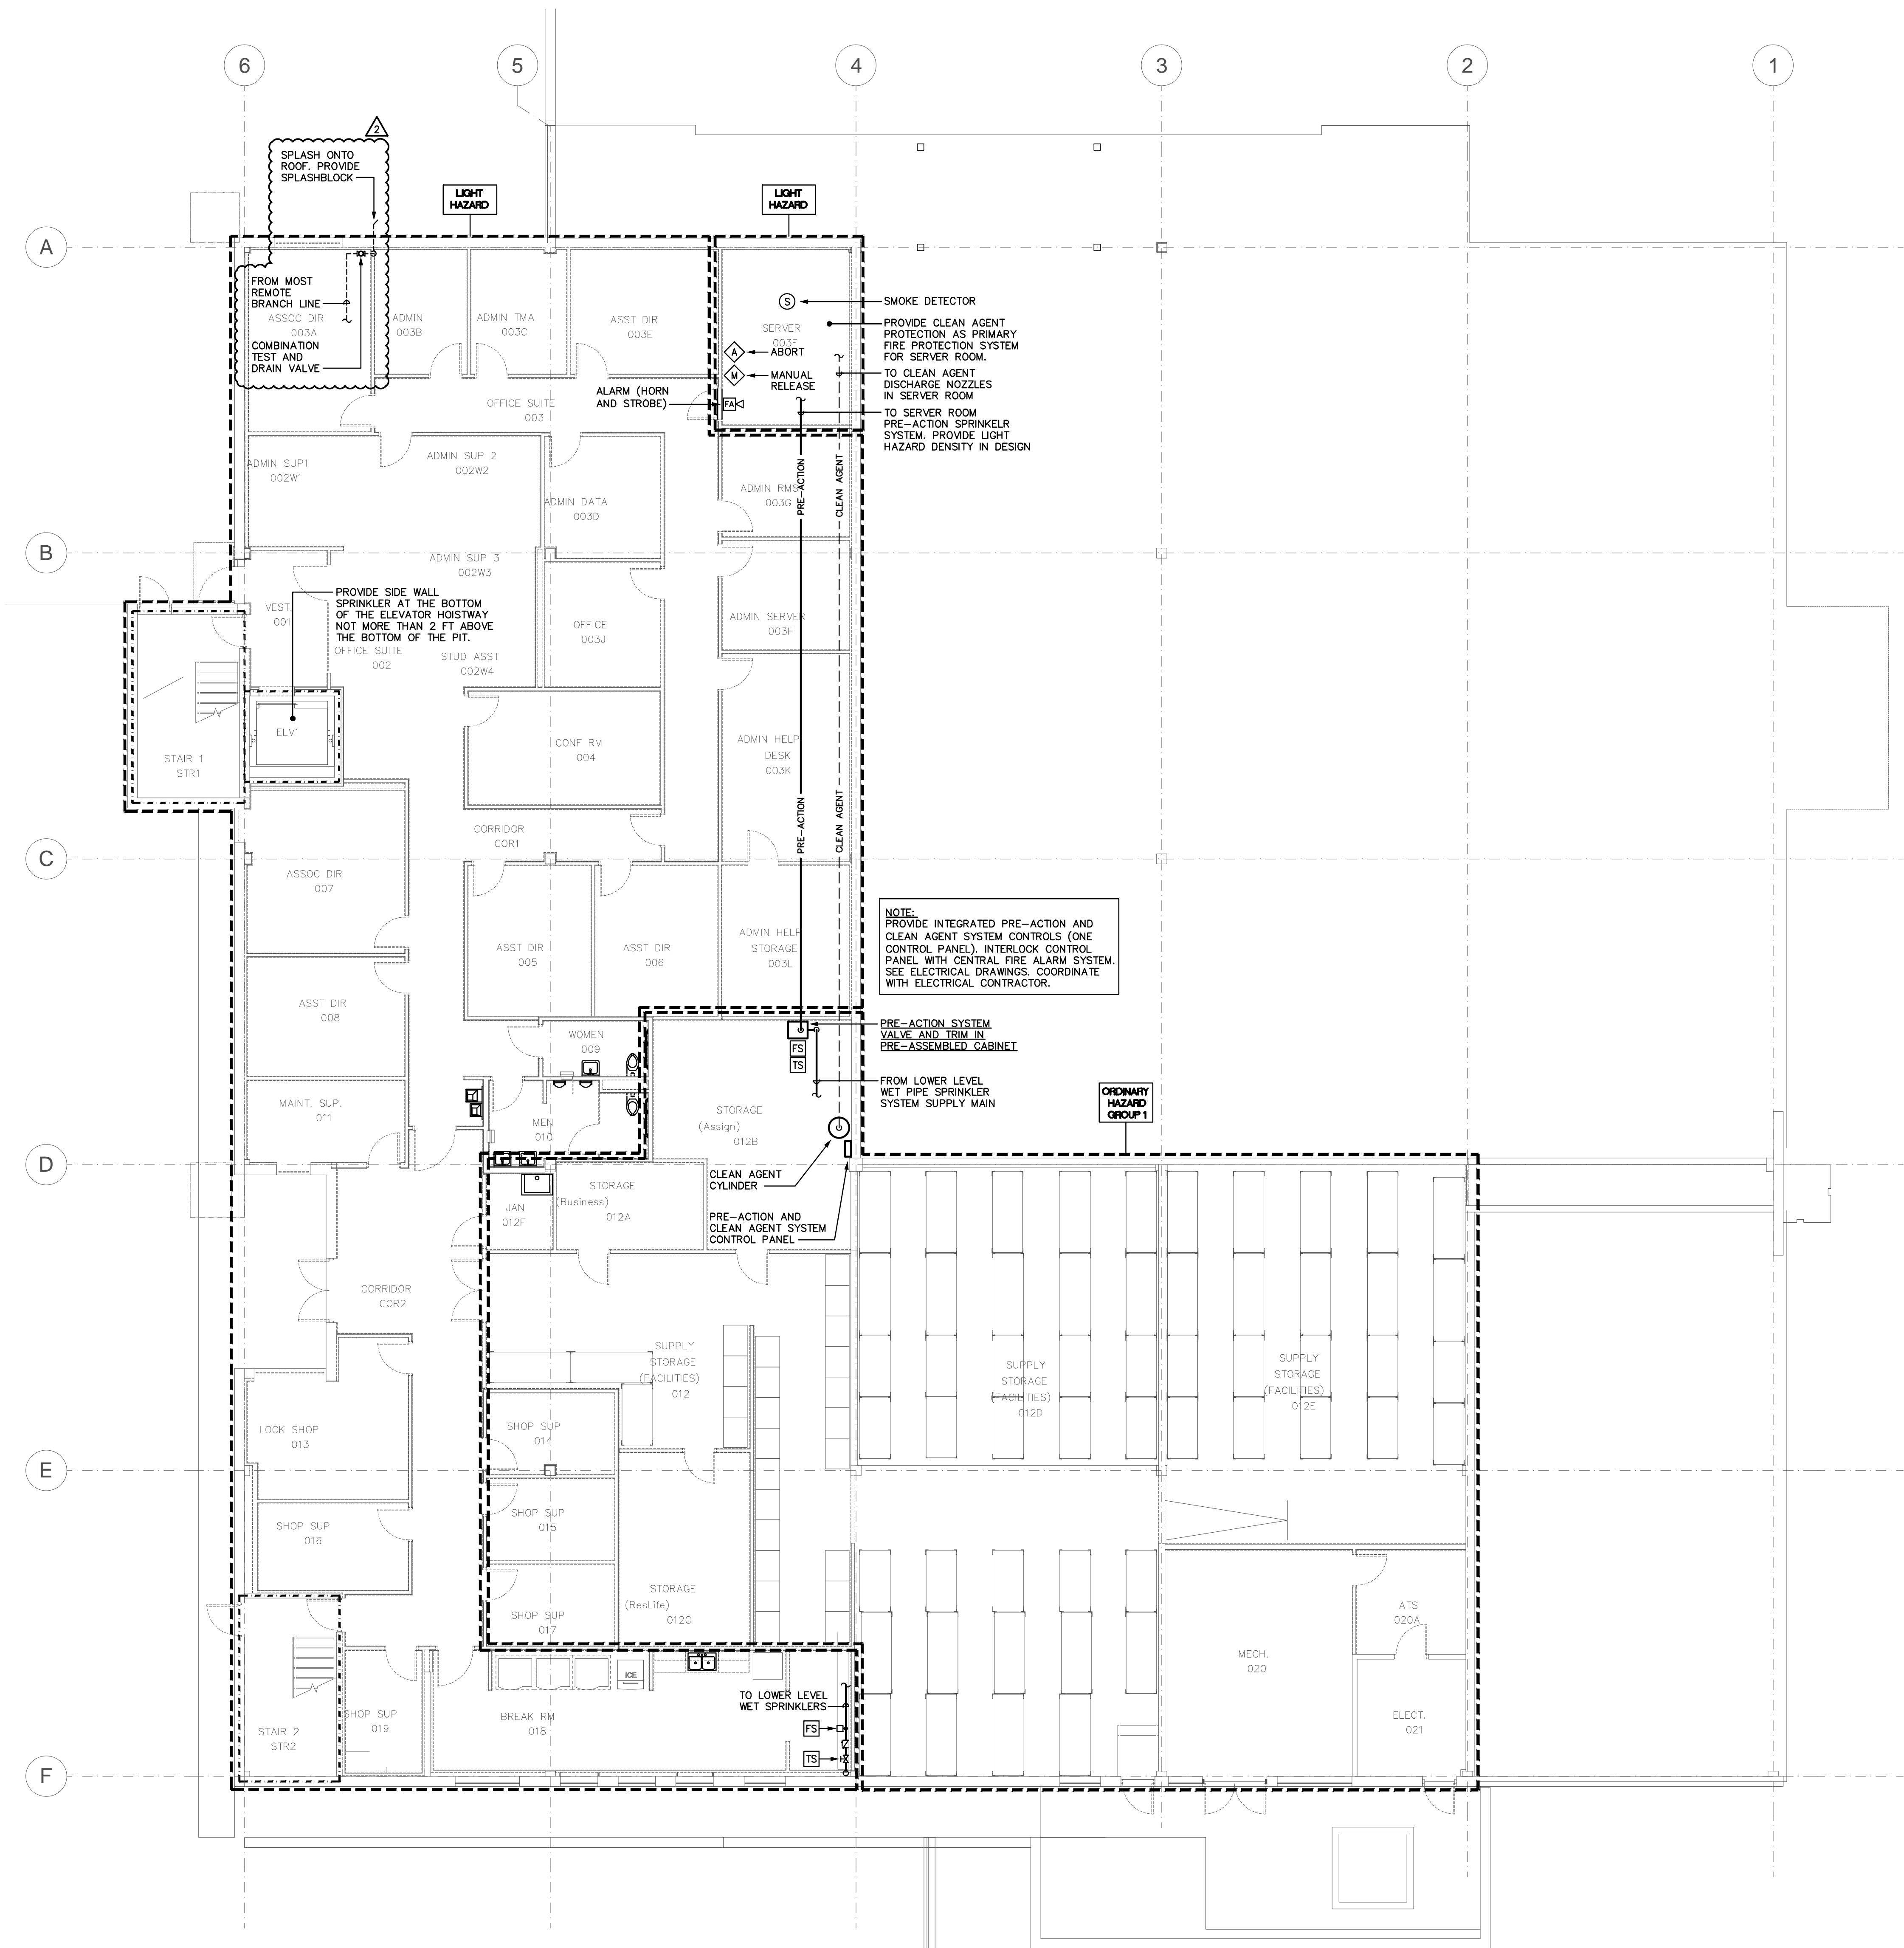 6
5
4
3
2
1
2
SPLASH ONTO
ROOF. PROVIDE
SPLASHBLOCK
LIGHT
HAZARD
LIGHT
HAZARD
A
FROM MOST
REMOTE
BRANCH LINE
ASSOC DIR
003A
COMBINATION
TEST AND
DRAIN VALVE
ADMIN
003B
ADMIN TMA
003C
ASST DIR
003E
S
SMOKE DETECTOR
SERVER
003F
PROVIDE CLEAN AGENT
PROTECTION AS PRIMARY
FIRE PROTECTION SYSTEM
FOR SERVER ROOM.
A
ABORT
M
MANUAL
RELEASE
TO CLEAN AGENT
DISCHARGE NOZZLES
IN SERVER ROOM
ALARM (HORN
AND STROBE)
FA
OFFICE SUITE
003
TO SERVER ROOM
PRE-ACTION SPRINKELR
SYSTEM. PROVIDE LIGHT
HAZARD DENSITY IN DESIGN
ADMIN SUP1
002W1
ADMIN SUP 2
002W2
ADMIN DATA
003D
ADMIN RMS
003G
PRE-ACTION
CLEAN AGENT
B
ADMIN SUP 3
002W3
VEST.
001
PROVIDE SIDE WALL
SPRINKLER AT THE BOTTOM
OF THE ELEVATOR HOISTWAY
NOT MORE THAN 2 FT ABOVE
THE BOTTOM OF THE PIT.
OFFICE SUITE
002
STUD ASST
002W4
OFFICE
003J
ADMIN SERVER
003H
ELV1
STAIR 1
STR1
CONF RM
004
ADMIN HELP
DESK
003K
PRE-ACTION
CLEAN AGENT
CORRIDOR
COR1
C
ASSOC DIR
007
ASST DIR
005
ASST DIR
006
ADMIN HELP
STORAGE
003L
NOTE:
PROVIDE INTEGRATED PRE-ACTION AND
CLEAN AGENT SYSTEM CONTROLS (ONE
CONTROL PANEL). INTERLOCK CONTROL
PANEL WITH CENTRAL FIRE ALARM SYSTEM.
SEE ELECTRICAL DRAWINGS. COORDINATE
WITH ELECTRICAL CONTRACTOR.
ASST DIR
008
WOMEN
009
PRE-ACTION SYSTEM
VALVE AND TRIM IN
PRE-ASSEMBLED CABINET
FS
TS
FROM LOWER LEVEL
WET PIPE SPRINKLER
SYSTEM SUPPLY MAIN
MAINT. SUP.
011
MEN
010
STORAGE
(Assign)
012B
ORDINARY
HAZARD
GROUP 1
D
CLEAN AGENT
CYLINDER
JAN
012F
STORAGE
(Business)
012A
PRE-ACTION AND
CLEAN AGENT SYSTEM
CONTROL PANEL
CORRIDOR
COR2
SUPPLY
STORAGE
(FACILITIES)
012
SUPPLY
STORAGE
(FACILITIES)
012D
SUPPLY
STORAGE
(FACILITIES)
012E
LOCK SHOP
013
SHOP SUP
014
E
SHOP SUP
016
SHOP SUP
015
STORAGE
(ResLife)
012C
SHOP SUP
017
ATS
020A
MECH.
020
ICE
TO LOWER LEVEL
WET SPRINKLERS
STAIR 2
STR2
SHOP SUP
019
BREAK RM
018
FS
TS
ELECT.
021
F